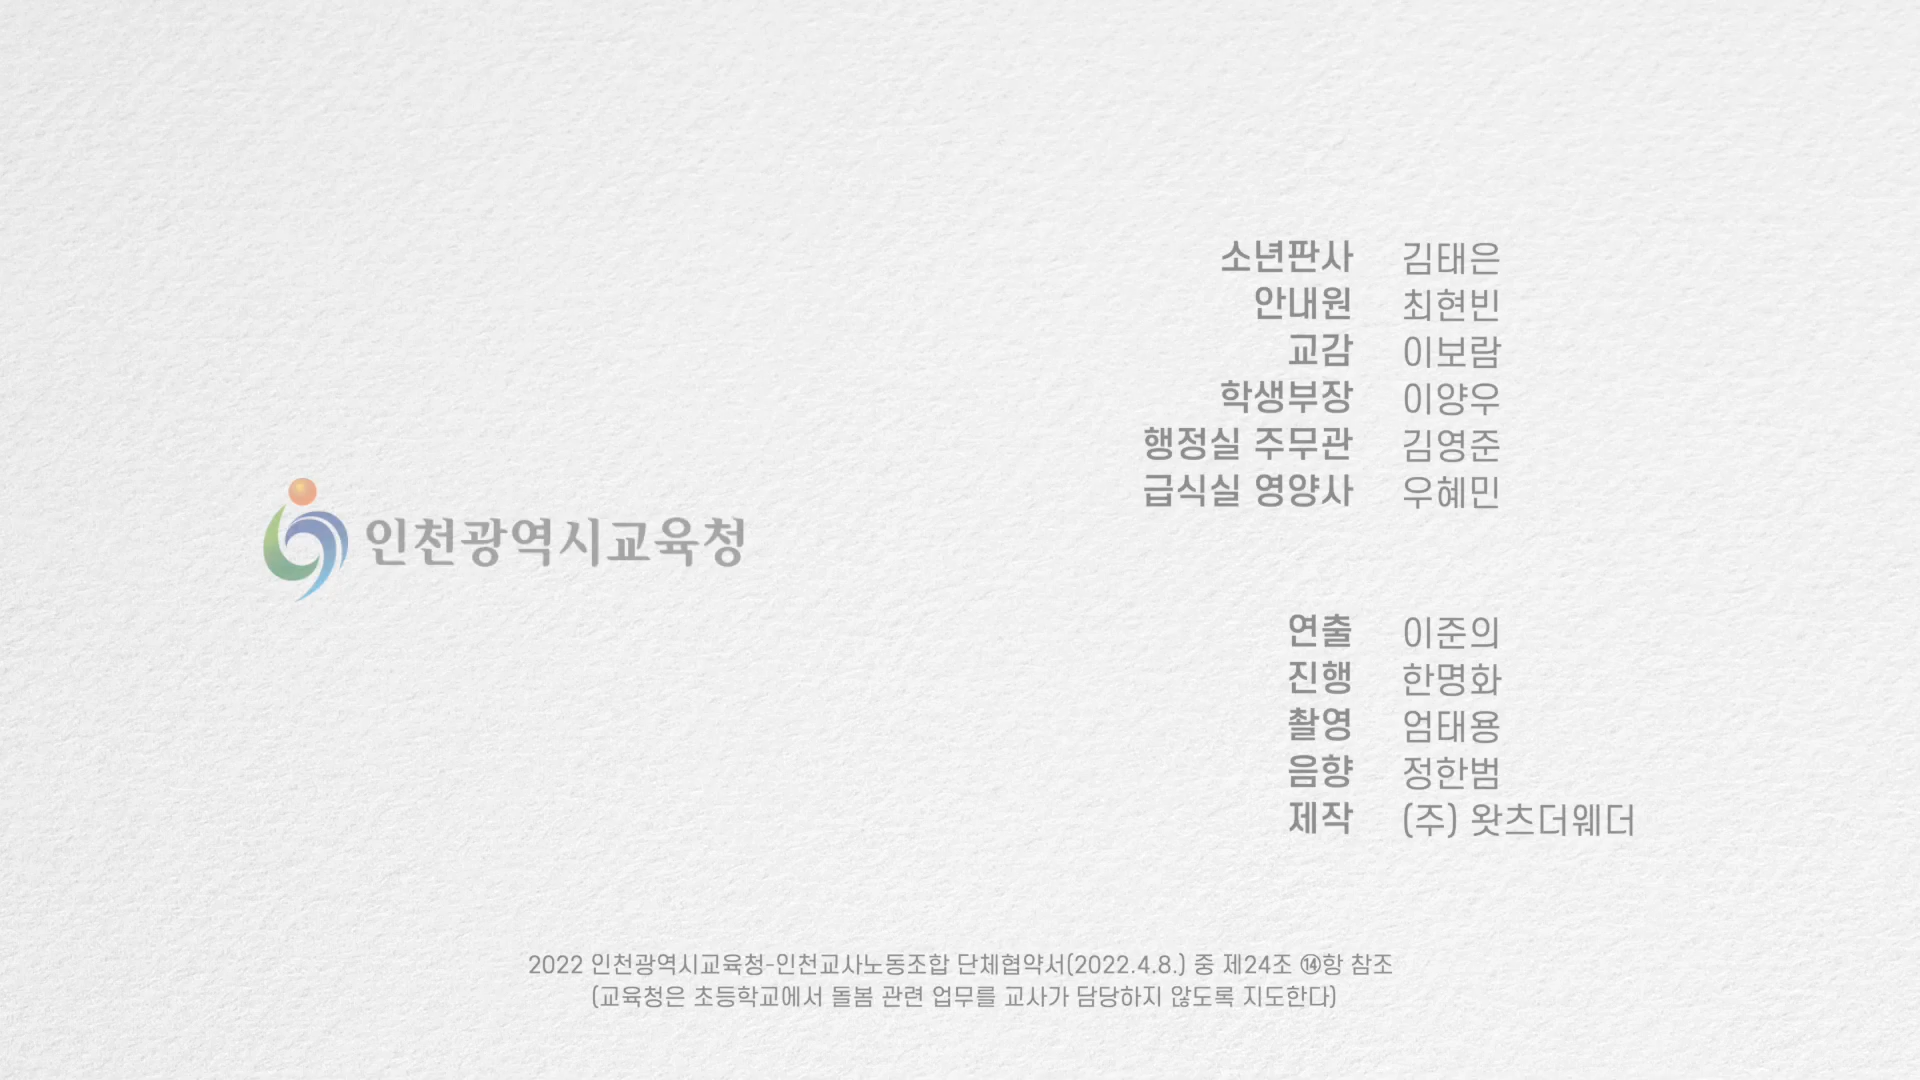 인천광역시교육청
소년판사 김태은
안내원 최현빈
교감 이보람
학생부장 이양우
행정실 주무관 김영준
급식실 영양사 우혜민
연출 이준의
진행 한명화
촬영 엄태용
음향 정한범
제작 (주) 왓츠더웨더
2022 인천광역시교육청-인천교사노동조합 단체협약서(2022.4.8.) 중 제24조 ⑭항 참조
(교육청은 초등학교에서 돌봄 관련 업무를 교사가 담당하지 않도록 지도한다)